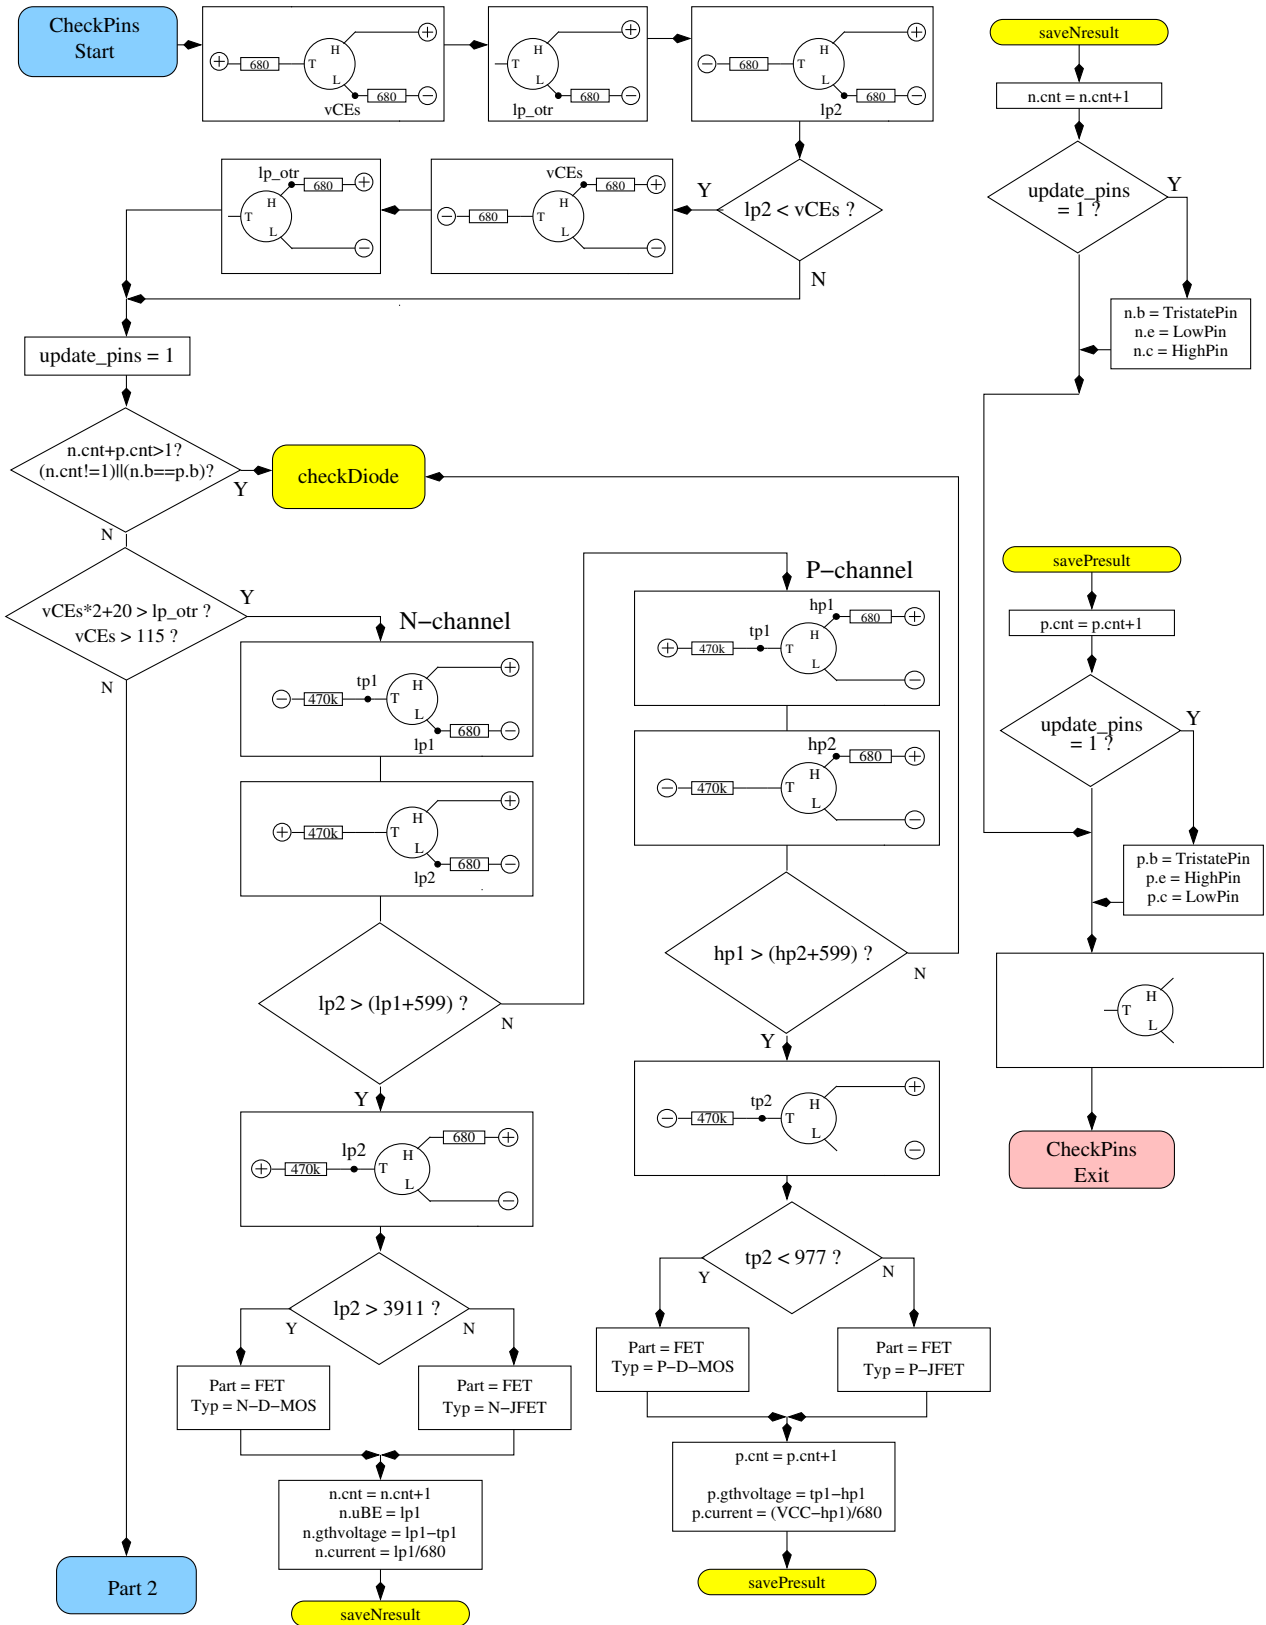 CheckPins
Start
+
680
T
H
L
vCEs
680
+
−
T
H
L
lp_otr
680
+
−
−
680
T
H
L
lp2
680
+
−
saveNresult
n.cnt = n.cnt+1
update_pins
= 1 ?
Y
n.b = TristatePin
n.e = LowPin
n.c = HighPin
lp_otr
680
+
T
H
L
−
vCEs
680
+
−
680
T
H
L
−
Y
lp2 < vCEs ?
N
update_pins = 1
n.cnt+p.cnt>1?
(n.cnt!=1)||(n.b==p.b)?
Y
N
checkDiode
vCEs*2+20 > lp_otr ?
vCEs > 115 ?
Y
N
N−channel
−
470k
tp1
T
H
L
+
lp1
680
−
+
470k
T
H
L
+
lp2
680
−
lp2 > (lp1+599) ?
N
Y
+
470k
lp2
T
H
L
680
+
−
lp2 > 3911 ?
Y
N
Part = FET
Typ = N−D−MOS
Part = FET
Typ = N−JFET
n.cnt = n.cnt+1
n.uBE = lp1
n.gthvoltage = lp1−tp1
n.current = lp1/680
saveNresult
Part 2
P−channel
hp1
680
+
+
470k
tp1
T
H
L
−
hp2
680
+
−
470k
T
H
L
−
hp1 > (hp2+599) ?
N
Y
−
470k
tp2
T
H
L
+
−
tp2 < 977 ?
Y
N
Part = FET
Typ = P−D−MOS
Part = FET
Typ = P−JFET
p.cnt = p.cnt+1
p.gthvoltage = tp1−hp1
p.current = (VCC−hp1)/680
savePresult
savePresult
p.cnt = p.cnt+1
update_pins
= 1 ?
Y
p.b = TristatePin
p.e = HighPin
p.c = LowPin
T
H
L
CheckPins
Exit